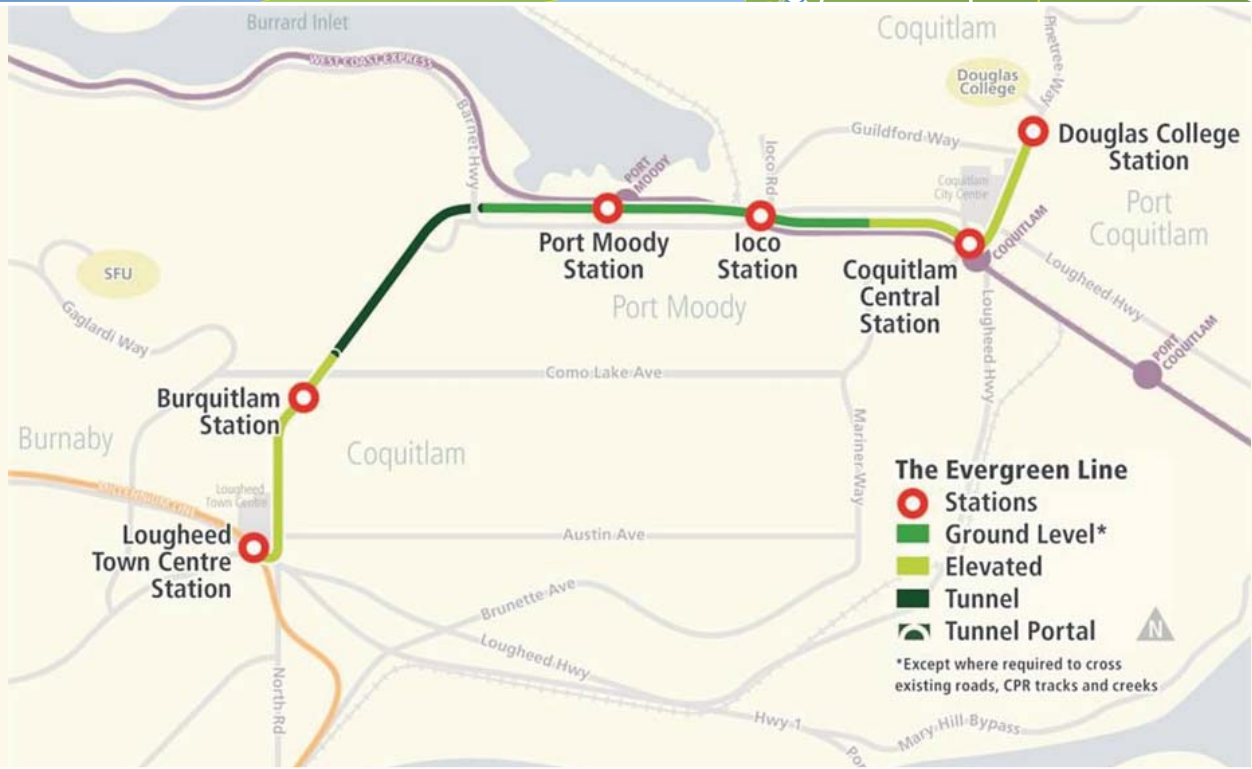 Burrard Inlet
WEST COAST EXPRESS
Barnet Hwy
Coquitlam
Pinetree Way
Douglas
College
Douglas College
Station
Guildford Way
Ioco Rd
PORT
MOODY
Coquitlam
City Centre
Port
Coquitlam
COQUITLAM
Port Moody
Station
Ioco
Station
Coquitlam
Central
Station
Lougheed Hwy
SFU
Port Moody
Gaglardi Way
Lougheed Hwy
PORT
COQUITLAM
Como Lake Ave
Burquitlam
Station
Burnaby
Coquitlam
Mariner Way
MILLENNIUM LINE
Lougheed
Town Centre
Lougheed
Town Centre
Station
Austin Ave
The Evergreen Line
Stations
Ground Level*
Elevated
Tunnel
Tunnel Portal
N
*Except where required to cross
existing roads, CPR tracks and creeks
Brunette Ave
Lougheed Hwy
North Rd
Hwy 1
Mary Hill Bypass